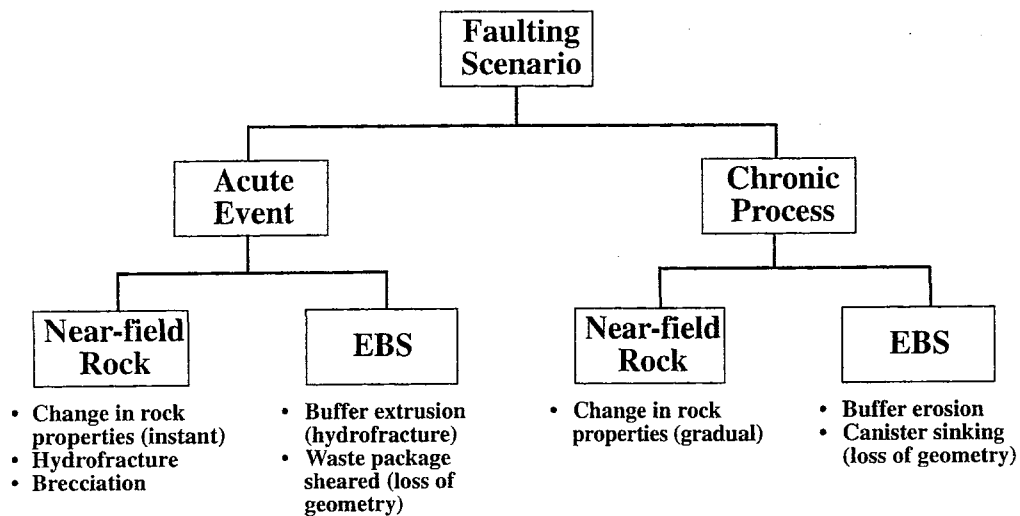 Faulting
Scenario
Acute
Event
Chronic
Process
Near-field
Rock
EBS
Near-field
Rock
EBS
• Change in rock
properties (instant)
• Hydrofracture
• Brecciation
• Buffer extrusion
(hydrofracture)
• Waste package
sheared (loss of
geometry)
• Change in rock
properties (gradual)
• Buffer erosion
• Canister sinking
(loss of geometry)